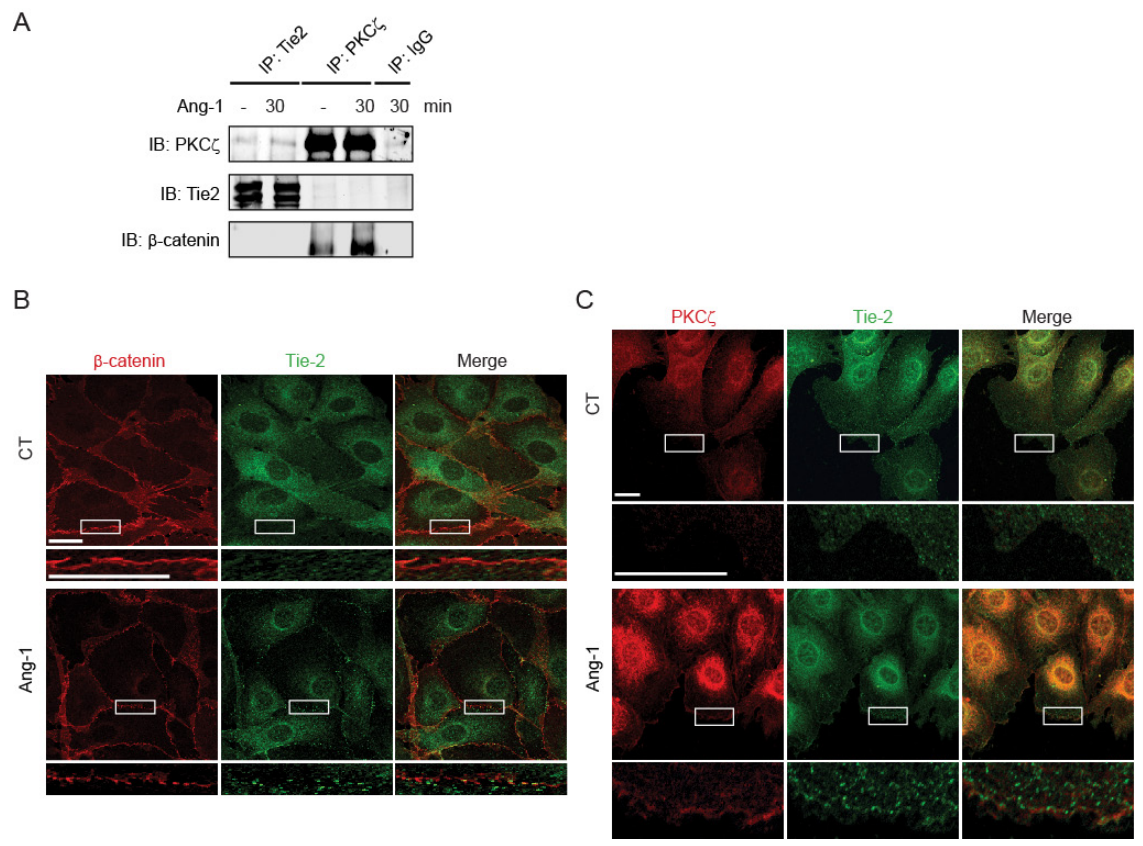 A
IP: Tie2 IP: PKCζ IP: IgG
Ang-1 - 30 - 30 30 min
IB: PKCζ
IB: Tie2
IB: β-catenin
B
β-catenin Tie-2 Merge
CT
Ang-1
C
PKCζ Tie-2 Merge
CT
Ang-1